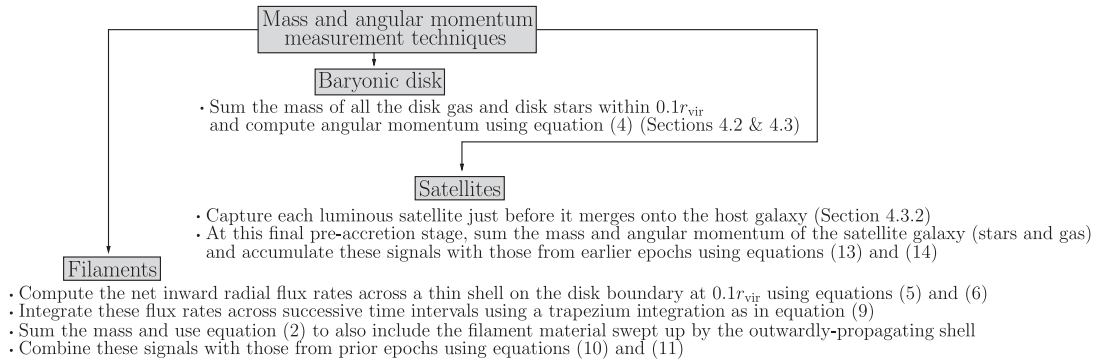 Mass and angular momentum
measurement techniques
Baryonic disk
· Sum the mass of all the disk gas and disk stars within 0.1r_vir
and compute angular momentum using equation (4) (Sections 4.2 & 4.3)
Satellites
· Capture each luminous satellite just before it merges onto the host galaxy (Section 4.3.2)
· At this final pre-accretion stage, sum the mass and angular momentum of the satellite galaxy (stars and gas)
and accumulate these signals with those from earlier epochs using equations (13) and (14)
Filaments
· Compute the net inward radial flux rates across a thin shell on the disk boundary at 0.1r_vir using equations (5) and (6)
· Integrate these flux rates across successive time intervals using a trapezium integration as in equation (9)
· Sum the mass and use equation (2) to also include the filament material swept up by the outwardly-propagating shell
· Combine these signals with those from prior epochs using equations (10) and (11)